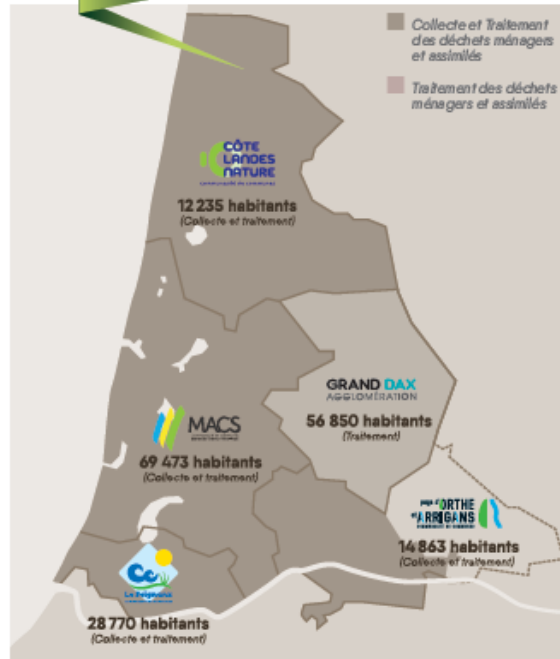 Collecte et Traitement
des déchets ménagers
et assimilés
Traitement des déchets
ménagers et assimilés
CÔTE
LANDES
NATURE
12 235 habitants
(Collecte et traitement)
GRAND DAX
AGGLOMÉRATION
56 850 habitants
(Traitement)
MACS
69 473 habitants
(Collecte et traitement)
ORTHE
ARRIGANS
14 863 habitants
(Collecte et traitement)
Le Seignanx
28 770 habitants
(Collecte et traitement)